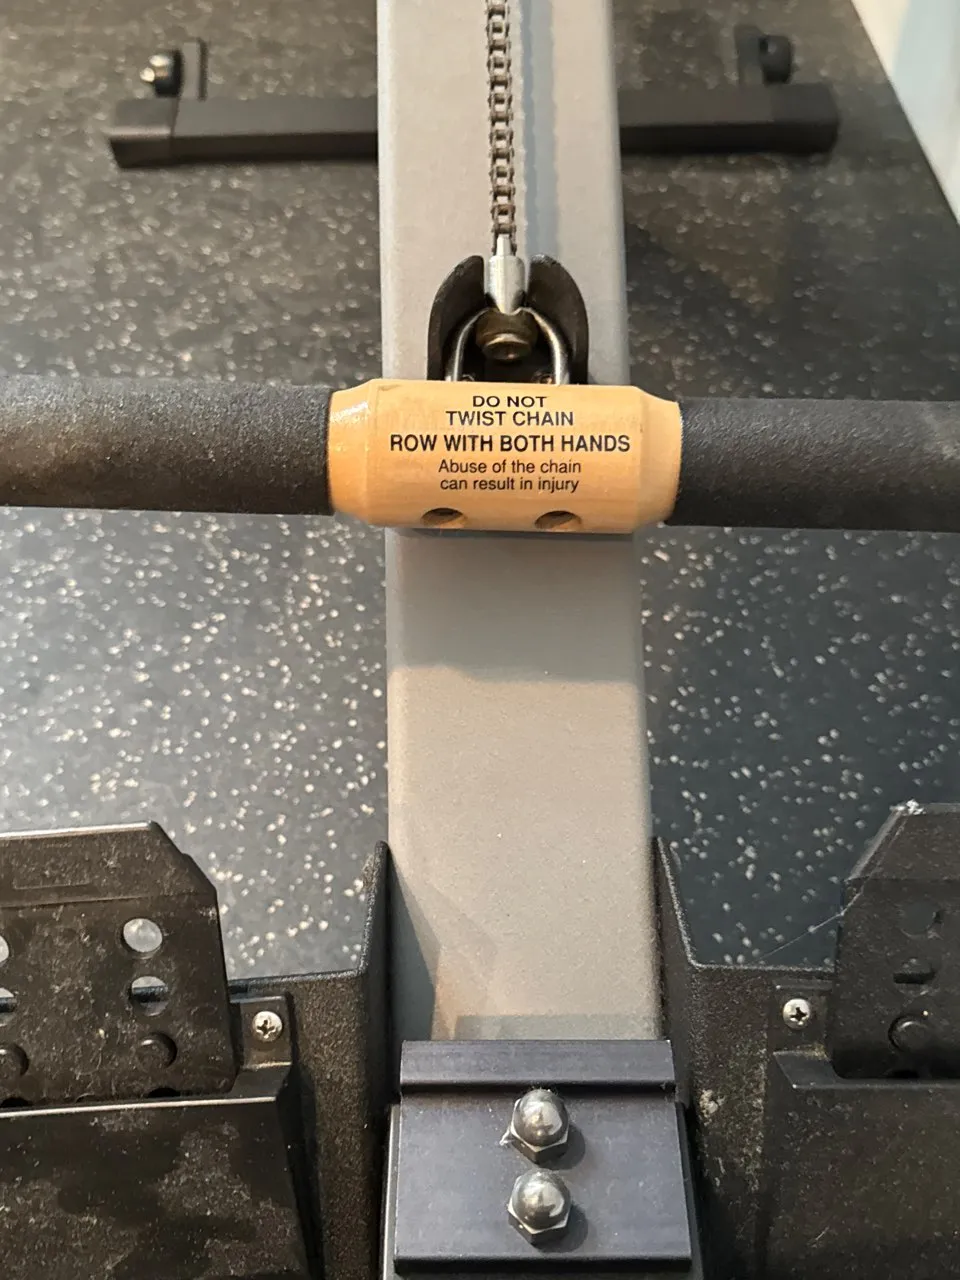 DO NOT
TWIST CHAIN
ROW WITH BOTH HANDS
Abuse of the chain
can result in injury